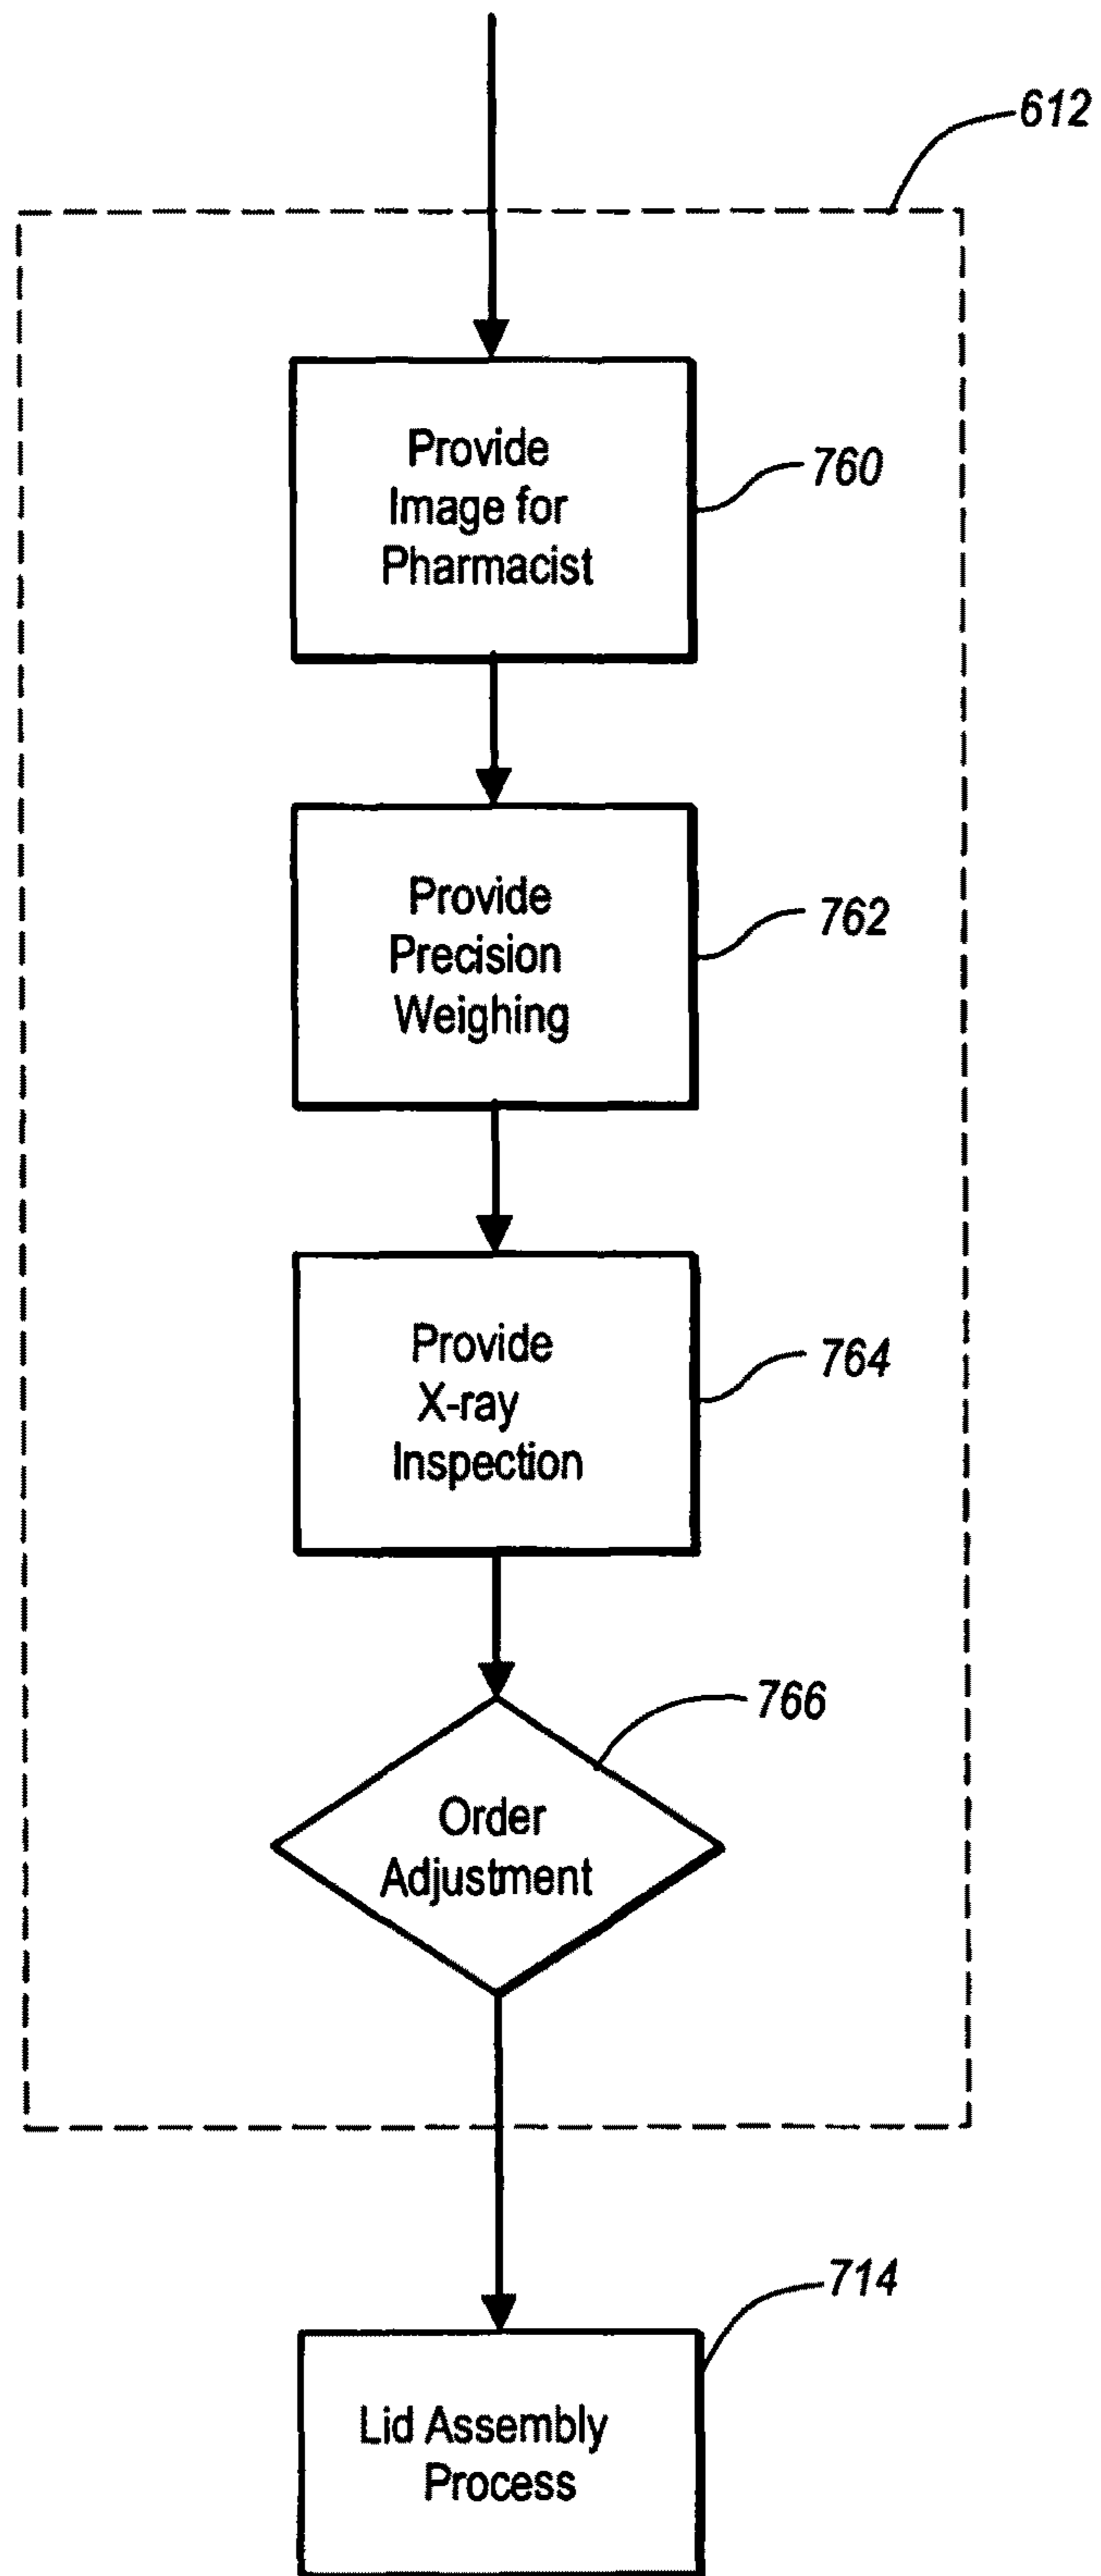 612
Provide
Image for
Pharmacist
760
Provide
Precision
Weighing
762
Provide
X-ray
Inspection
764
766
Order
Adjustment
714
Lid Assembly
Process